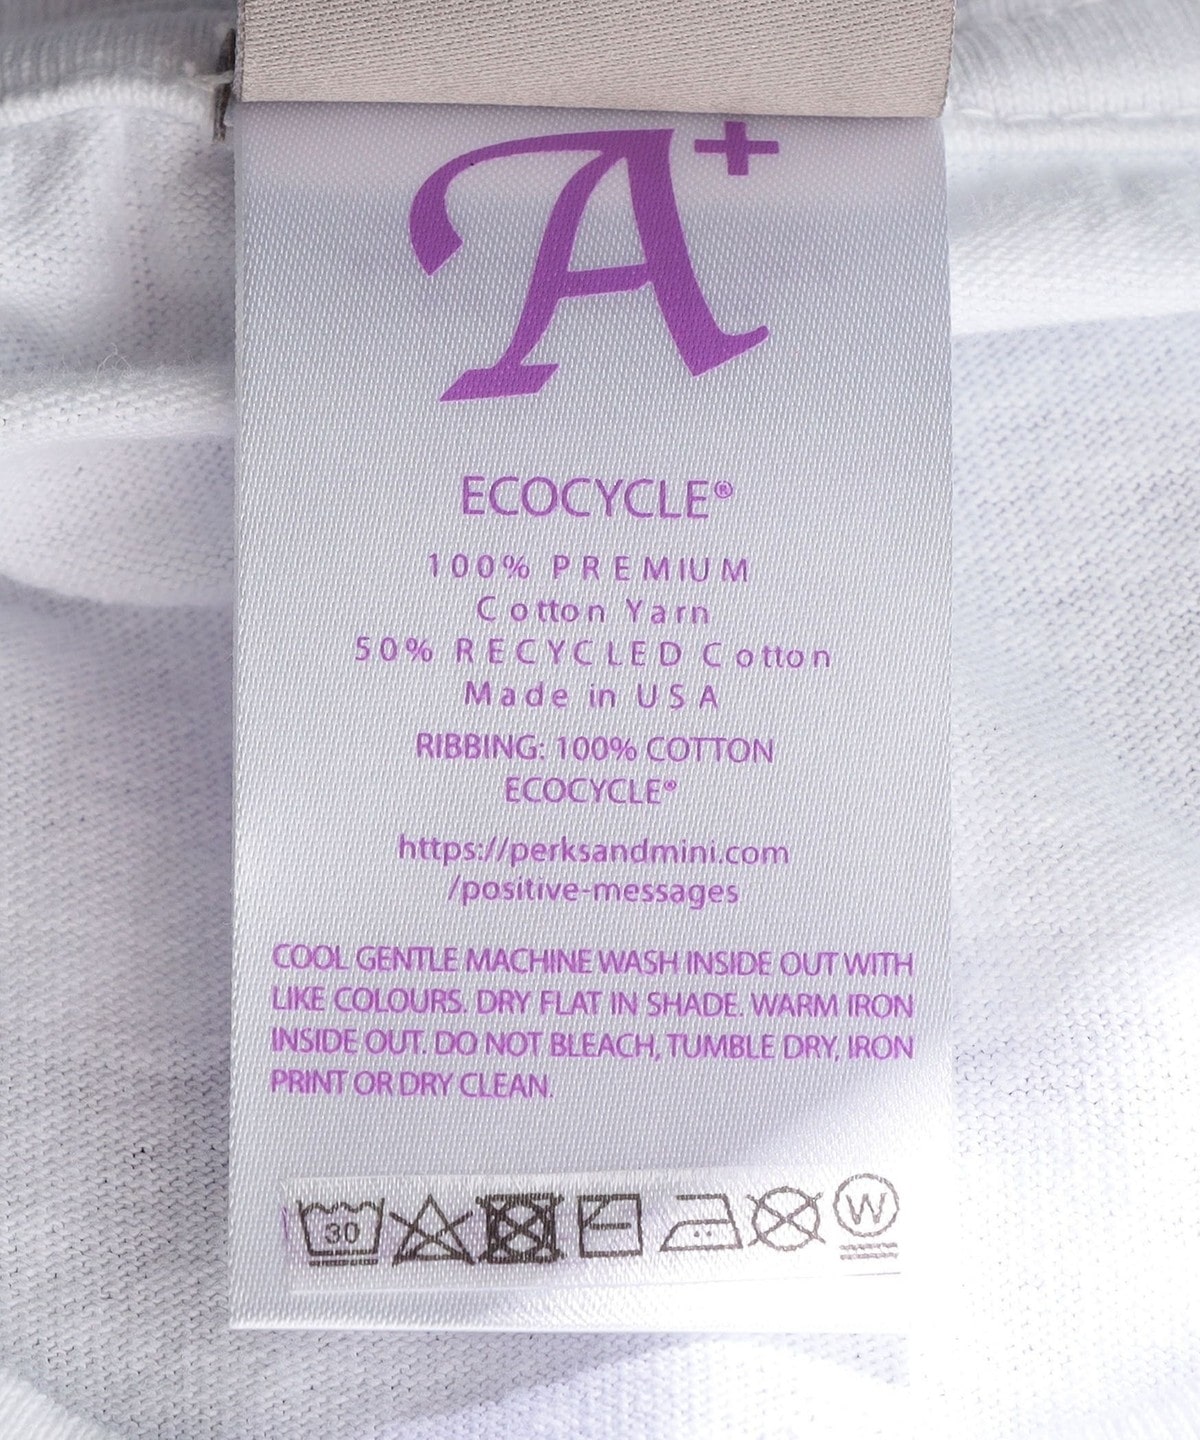 A+
ECOCYCLE®
100% PREMIUM
Cotton Yarn
50% RECYCLED Cotton
Made in USA
RIBBING: 100% COTTON
ECOCYCLE®
https://perksandmini.com
/positive-messages
COOL GENTLE MACHINE WASH INSIDE OUT WITH
LIKE COLOURS. DRY FLAT IN SHADE. WARM IRON
INSIDE OUT. DO NOT BLEACH, TUMBLE DRY, IRON
PRINT OR DRY CLEAN.
30 W